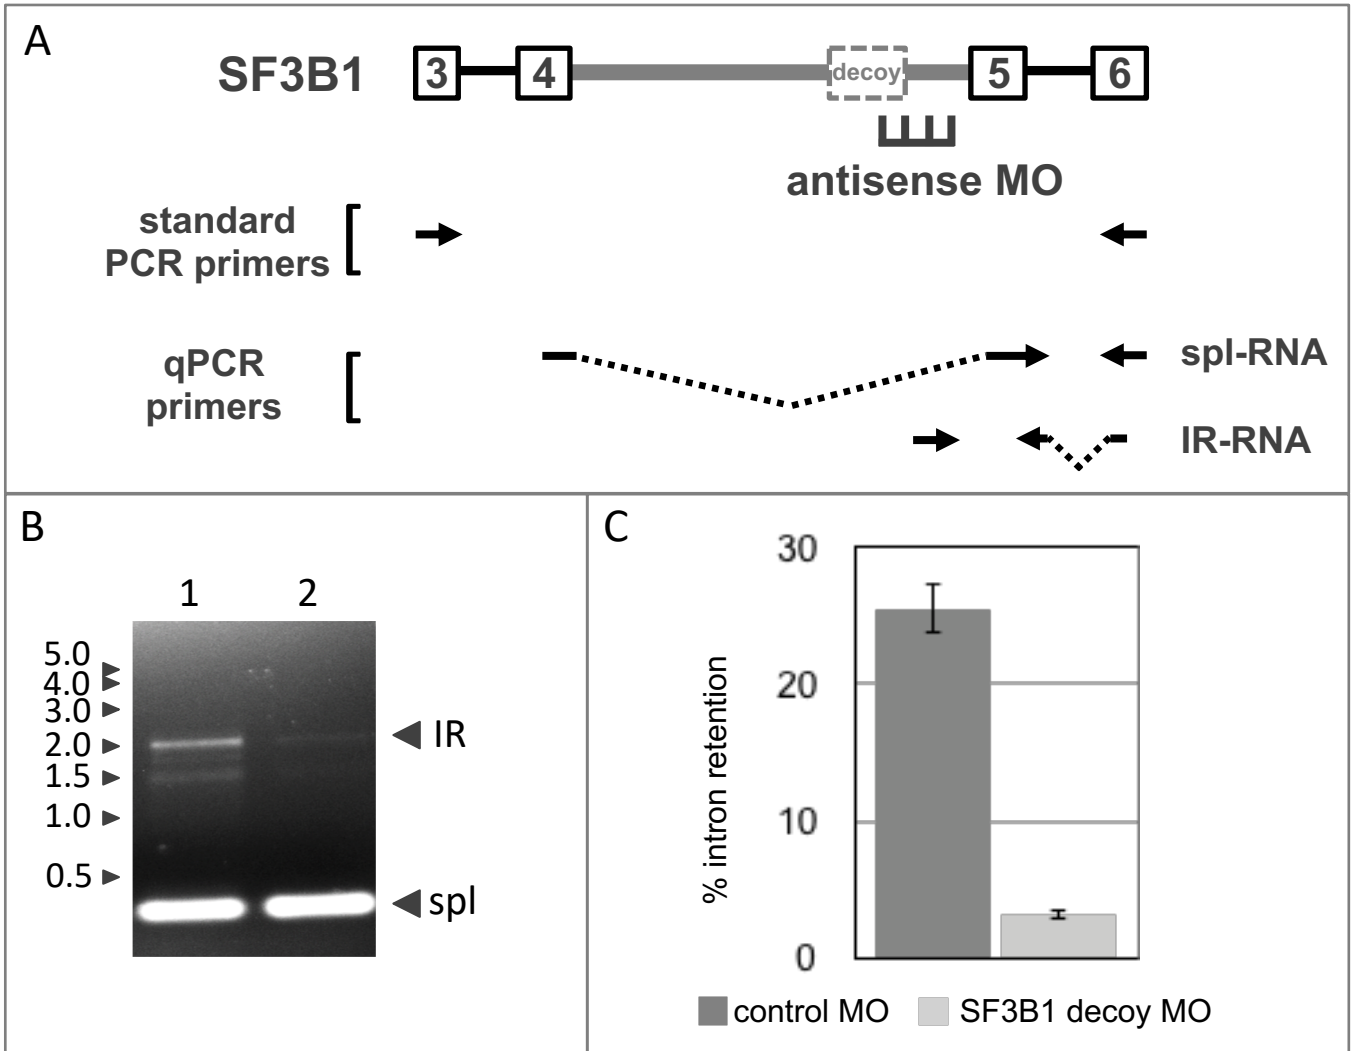 A
SF3B1
3
4
decoy
5
6
antisense MO
standard
PCR primers
qPCR
primers
spl-RNA
IR-RNA
B
1 2
5.0
4.0
3.0
2.0
1.5
1.0
0.5
IR
spl
C
30
20
10
0
% intron retention
control MO
SF3B1 decoy MO